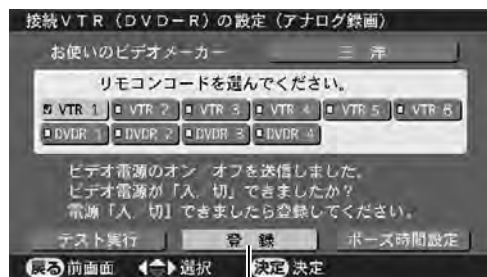 接続VTR（DVD－R）の設定（アナログ録画）
お使いのビデオメーカー 三 洋
リモコンコードを選んでください。
VTR 1 VTR 2 VTR 3 VTR 4 VTR 5 VTR 6
DVDR 1 DVDR 2 DVDR 3 DVDR 4
ビデオ電源のオン オフを送信しました。
ビデオ電源が「入、切」できましたか？
電源「入、切」できましたら登録してください。
テスト実行 登 録 ポーズ時間設定
戻る 前画面 選択 決定 決定